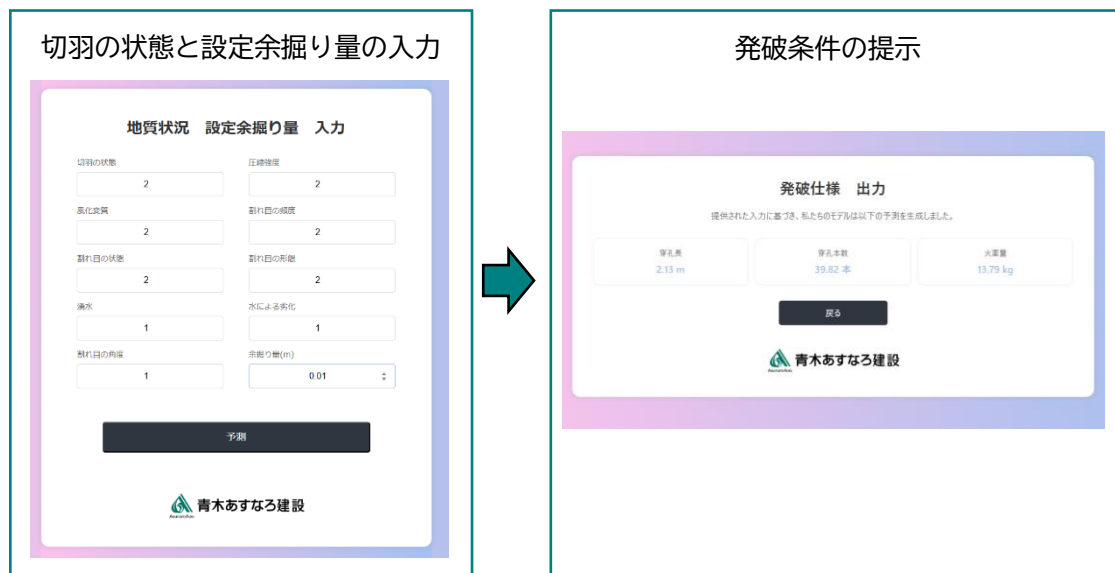 切羽の状態と設定余掘り量の入力
地質状況　設定余掘り量　入力
切羽の状態
圧縮強度
2
2
風化変質
割れ目の頻度
2
2
割れ目の状態
割れ目の形態
2
2
湧水
水による劣化
1
1
割れ目の角度
余掘り量(m)
1
0.01
予測
青木あすなろ建設
発破条件の提示
発破仕様　出力
提供された入力に基づき、私たちのモデルは以下の予測を生成しました。
穿孔長
穿孔本数
火薬量
2.13 m
39.82 本
13.79 kg
戻る
青木あすなろ建設